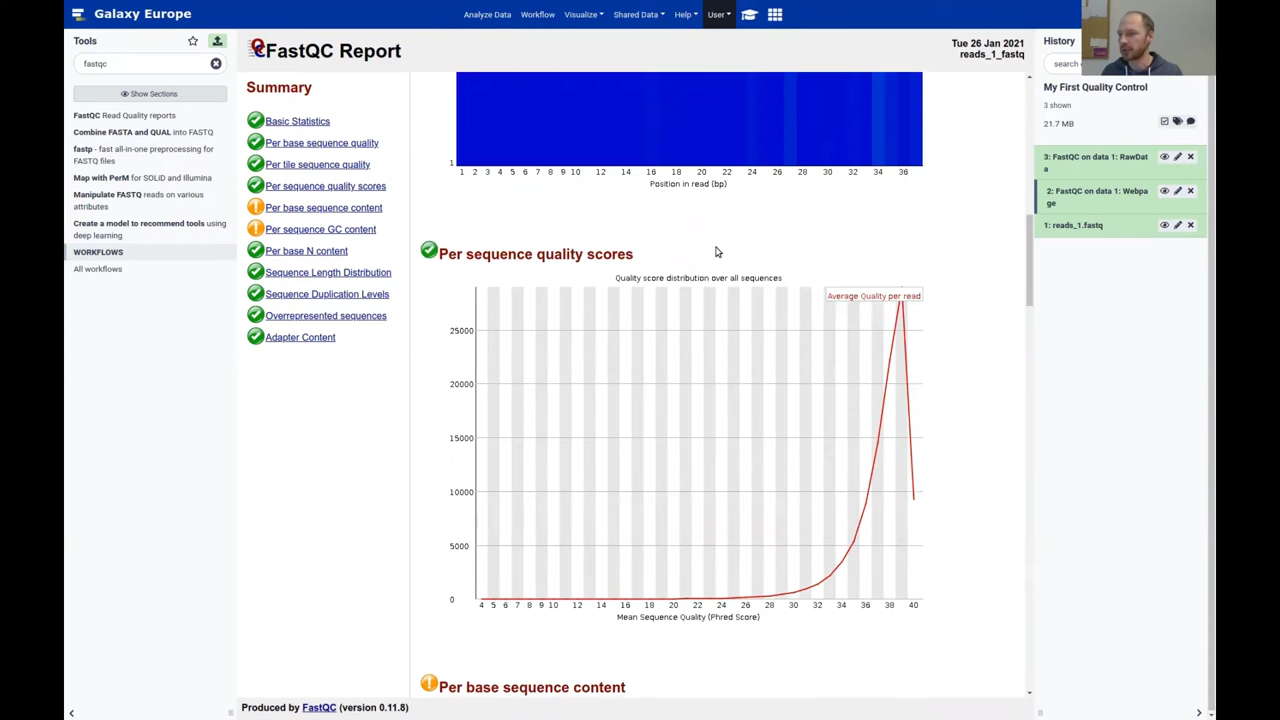 Galaxy Europe
Analyze Data
Workflow
Visualize
Shared Data
Help
User
Tools
fastqc
Show Sections
FastQC Read Quality reports
Combine FASTA and QUAL into FASTQ
fastp - fast all-in-one preprocessing for
FASTQ files
Map with PerM for SOLiD and Illumina
Manipulate FASTQ reads on various
attributes
Create a model to recommend tools using
deep learning
WORKFLOWS
All workflows
FastQC Report
Tue 26 Jan 2021
reads_1_fastq
Summary
Basic Statistics
Per base sequence quality
Per tile sequence quality
Per sequence quality scores
Per base sequence content
Per sequence GC content
Per base N content
Sequence Length Distribution
Sequence Duplication Levels
Overrepresented sequences
Adapter Content
1
1 2 3 4 5 6 7 8 9 10 12 14 16 18 20 22 24 26 28 30 32 34 36
Position in read (bp)
Per sequence quality scores
Quality score distribution over all sequences
Average Quality per read
25000
20000
15000
10000
5000
0
4 5 6 7 8 9 10 12 14 16 18 20 22 24 26 28 30 32 34 36 38 40
Mean Sequence Quality (Phred Score)
Per base sequence content
Produced by FastQC (version 0.11.8)
History
search
My First Quality Control
3 shown
21.7 MB
3: FastQC on data 1: RawDat
a
2: FastQC on data 1: Webpa
ge
1: reads_1.fastq